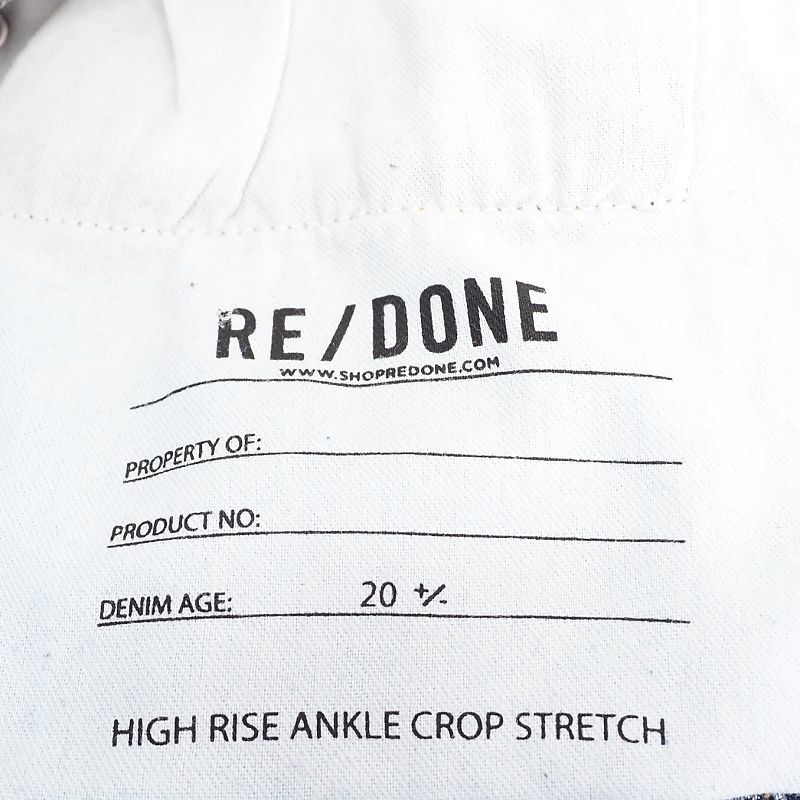 RE/DONE
WWW.SHOPREDONE.COM
PROPERTY OF:
PRODUCT NO:
DENIM AGE: 20 +/-
HIGH RISE ANKLE CROP STRETCH